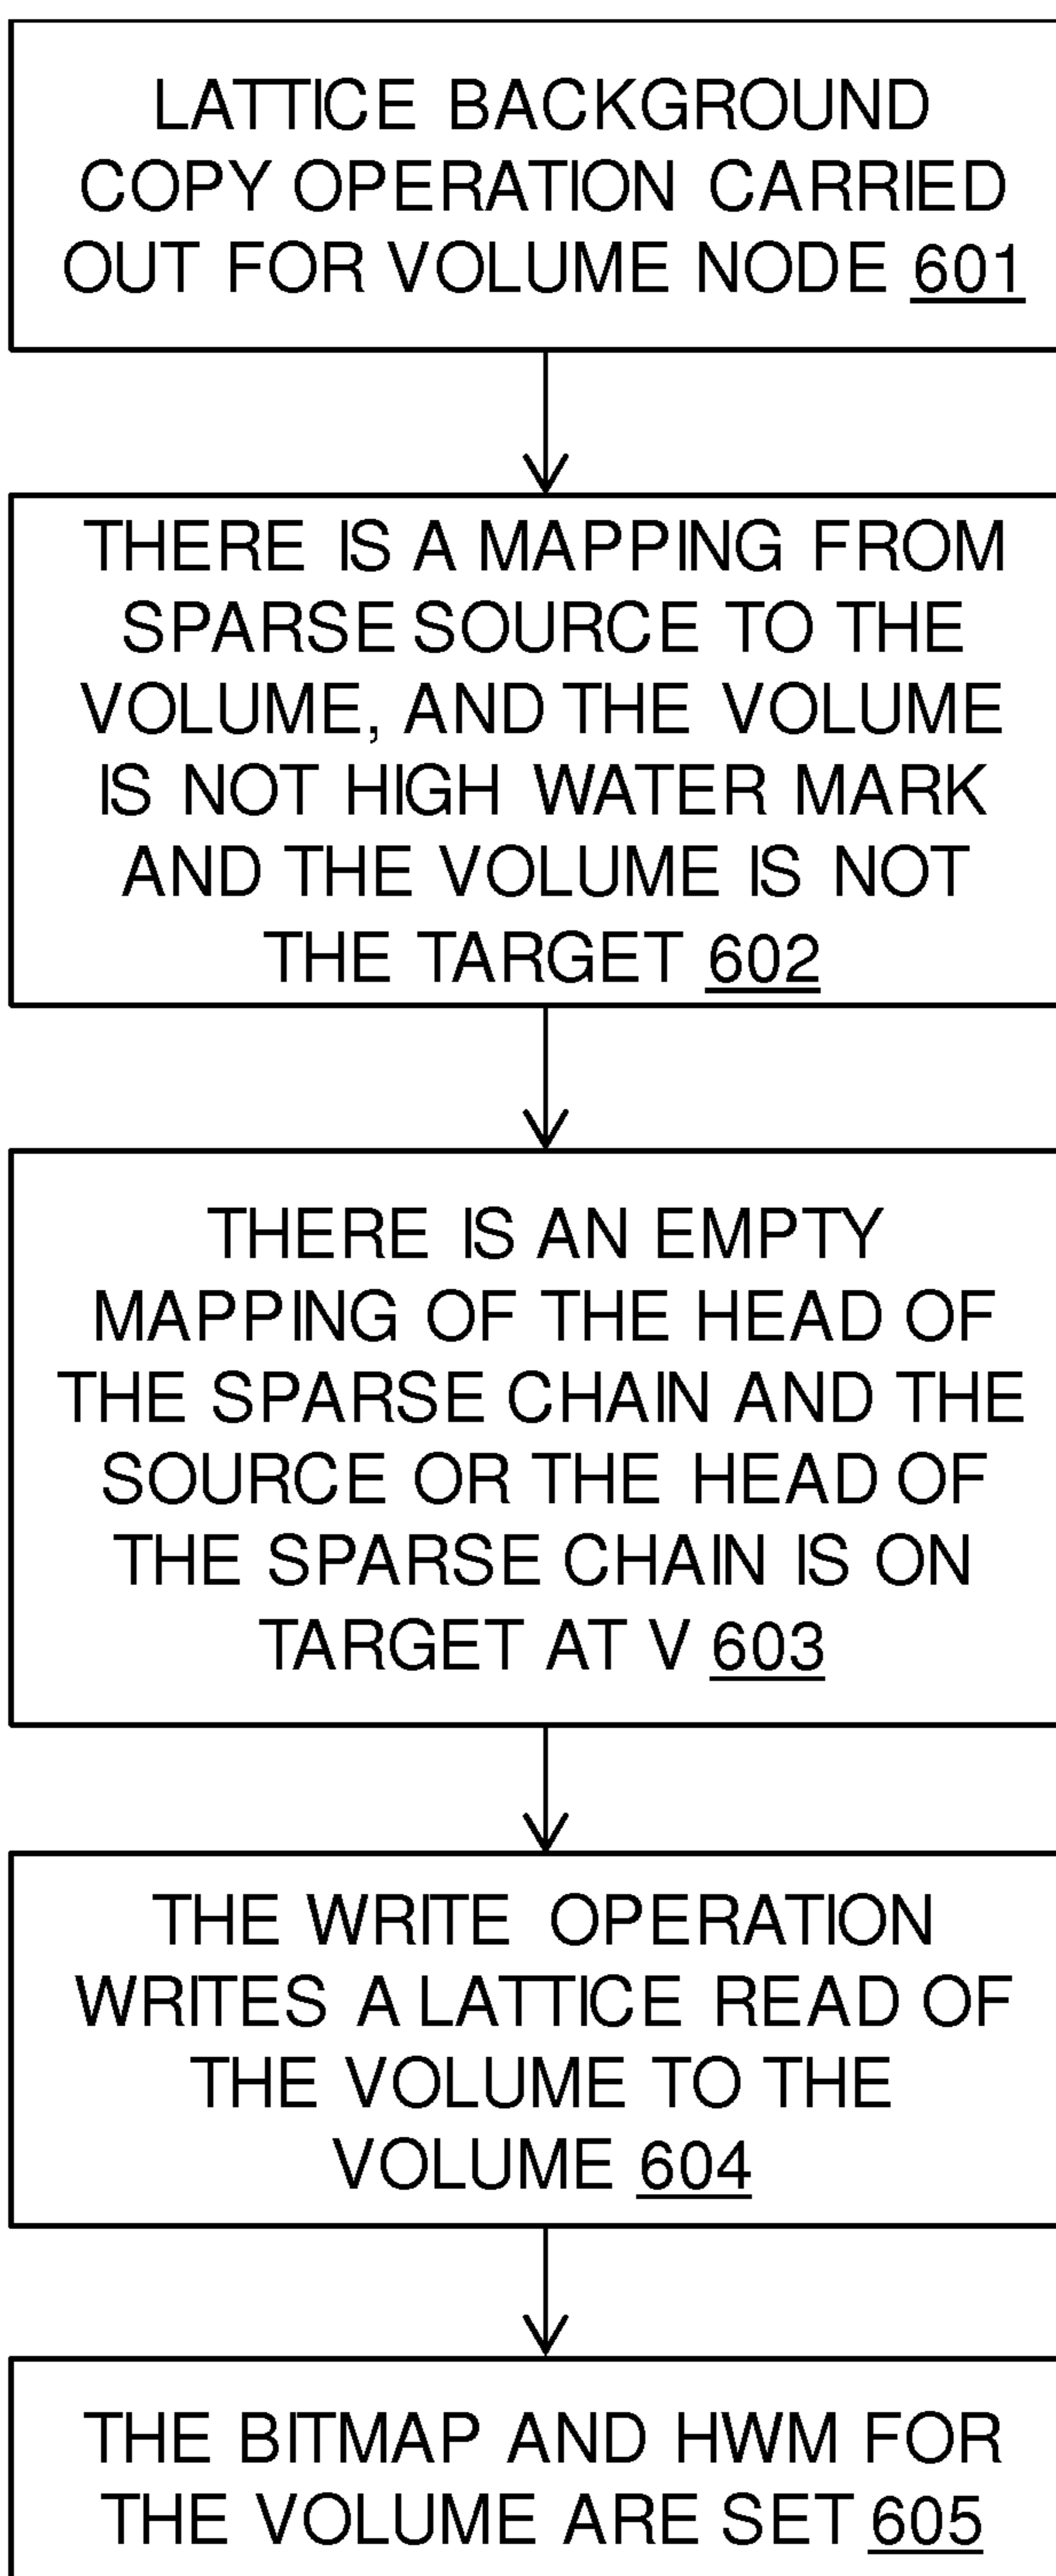 LATTICE BACKGROUND
COPY OPERATION CARRIED
OUT FOR VOLUME NODE 601
THERE IS A MAPPING FROM
SPARSE SOURCE TO THE
VOLUME, AND THE VOLUME
IS NOT HIGH WATER MARK
AND THE VOLUME IS NOT
THE TARGET 602
THERE IS AN EMPTY
MAPPING OF THE HEAD OF
THE SPARSE CHAIN AND THE
SOURCE OR THE HEAD OF
THE SPARSE CHAIN IS ON
TARGET AT V 603
THE WRITE OPERATION
WRITES A LATTICE READ OF
THE VOLUME TO THE
VOLUME 604
THE BITMAP AND HWM FOR
THE VOLUME ARE SET 605